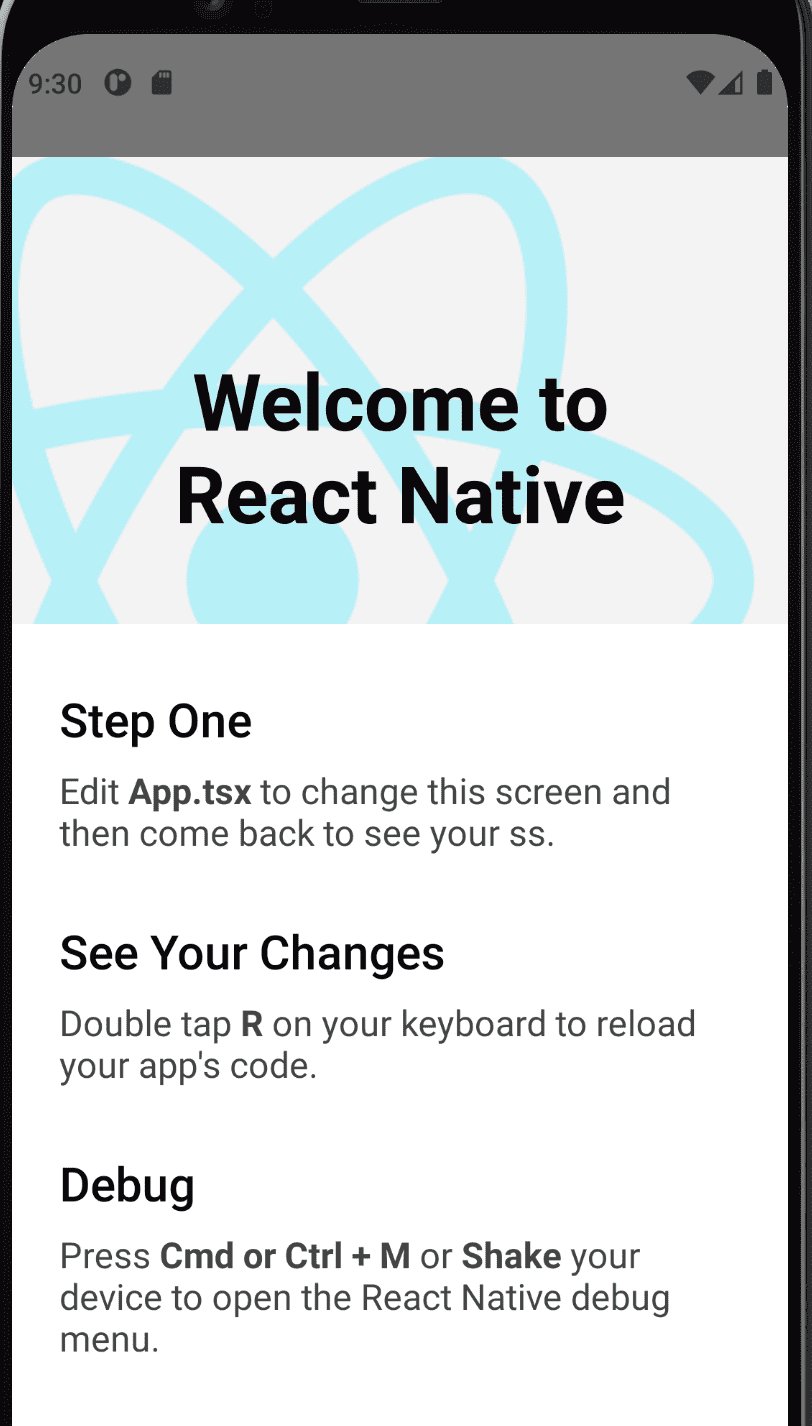 9:30
Welcome to
React Native
Step One
Edit App.tsx to change this screen and
then come back to see your ss.
See Your Changes
Double tap R on your keyboard to reload
your app's code.
Debug
Press Cmd or Ctrl + M or Shake your
device to open the React Native debug
menu.